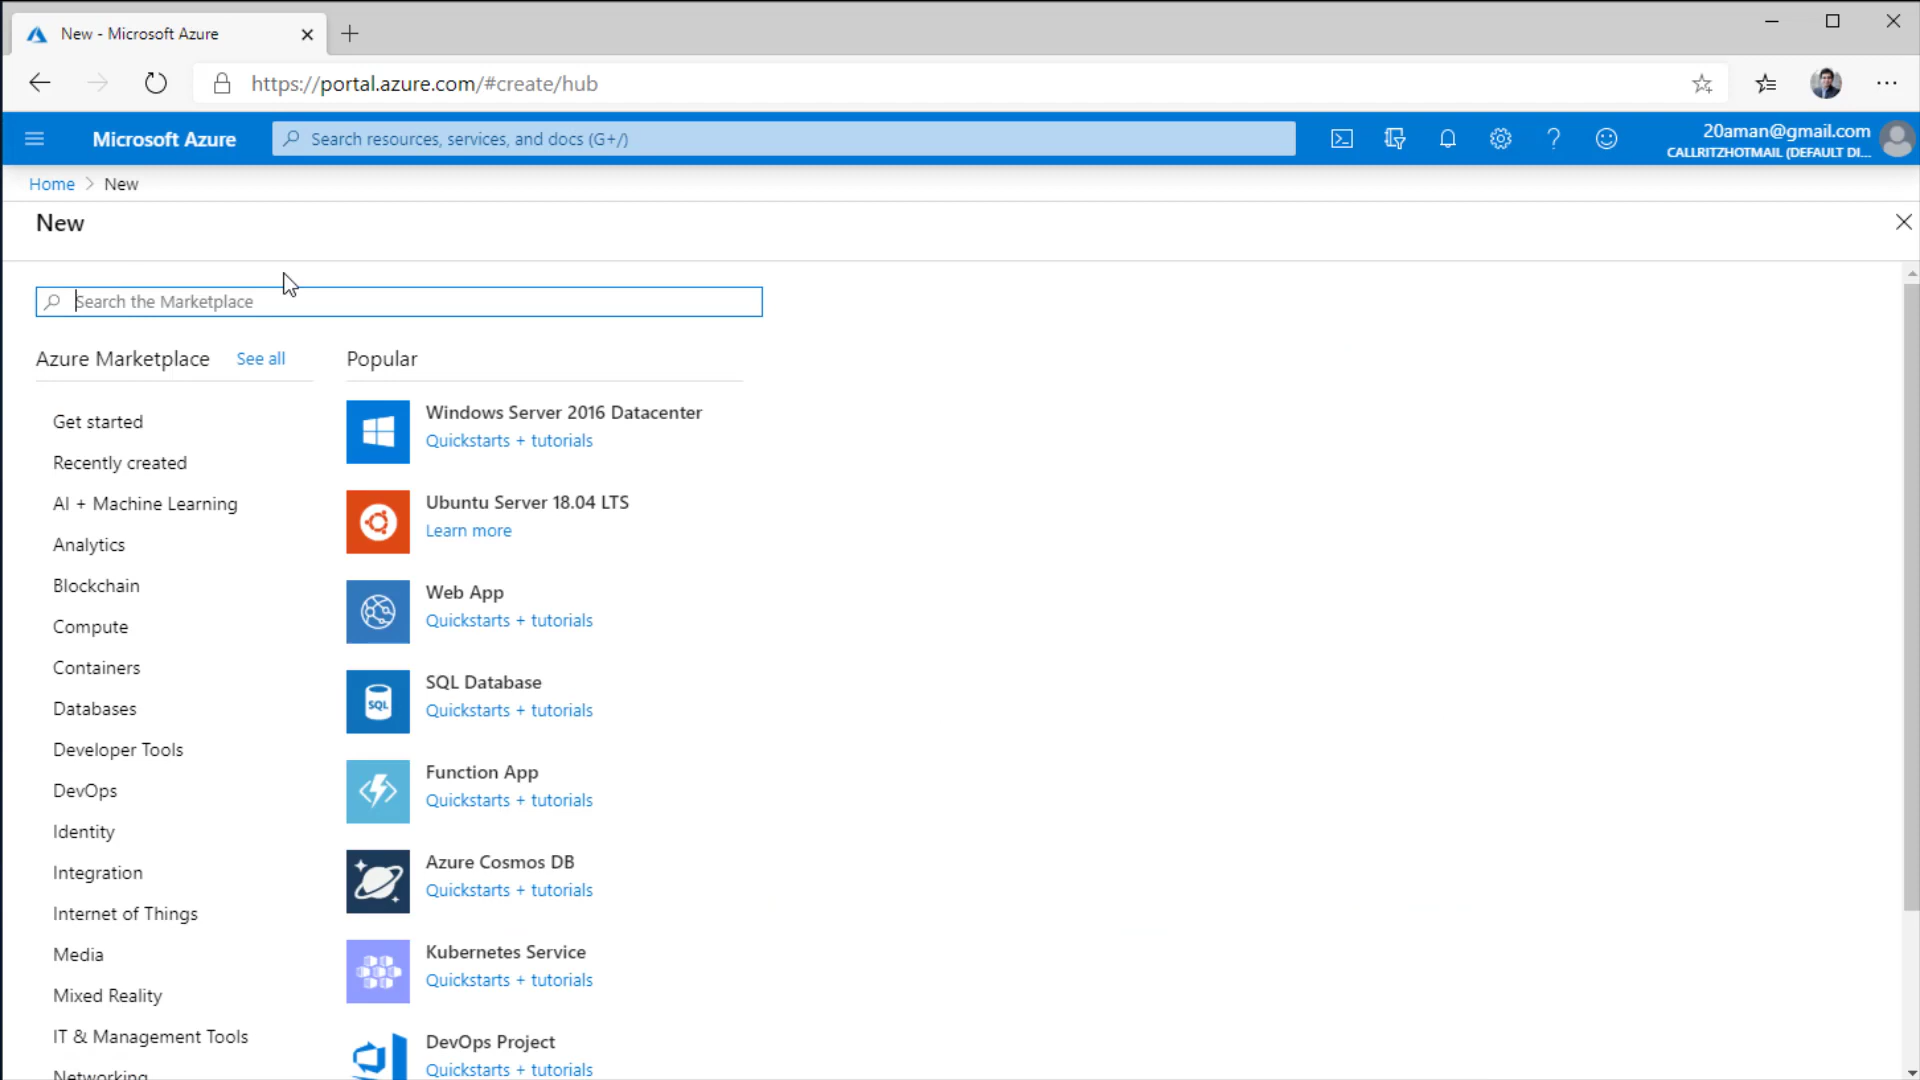 New - Microsoft Azure
https://portal.azure.com/#create/hub
Microsoft Azure
Search resources, services, and docs (G+/)
20aman@gmail.com
CALLRITZHOTMAIL (DEFAULT DI...
Home > New
New
Search the Marketplace
Azure Marketplace See all
Popular
Get started
Recently created
AI + Machine Learning
Analytics
Blockchain
Compute
Containers
Databases
Developer Tools
DevOps
Identity
Integration
Internet of Things
Media
Mixed Reality
IT & Management Tools
Networking
Windows Server 2016 Datacenter
Quickstarts + tutorials
Ubuntu Server 18.04 LTS
Learn more
Web App
Quickstarts + tutorials
SQL
SQL Database
Quickstarts + tutorials
Function App
Quickstarts + tutorials
Azure Cosmos DB
Quickstarts + tutorials
Kubernetes Service
Quickstarts + tutorials
DevOps Project
Quickstarts + tutorials